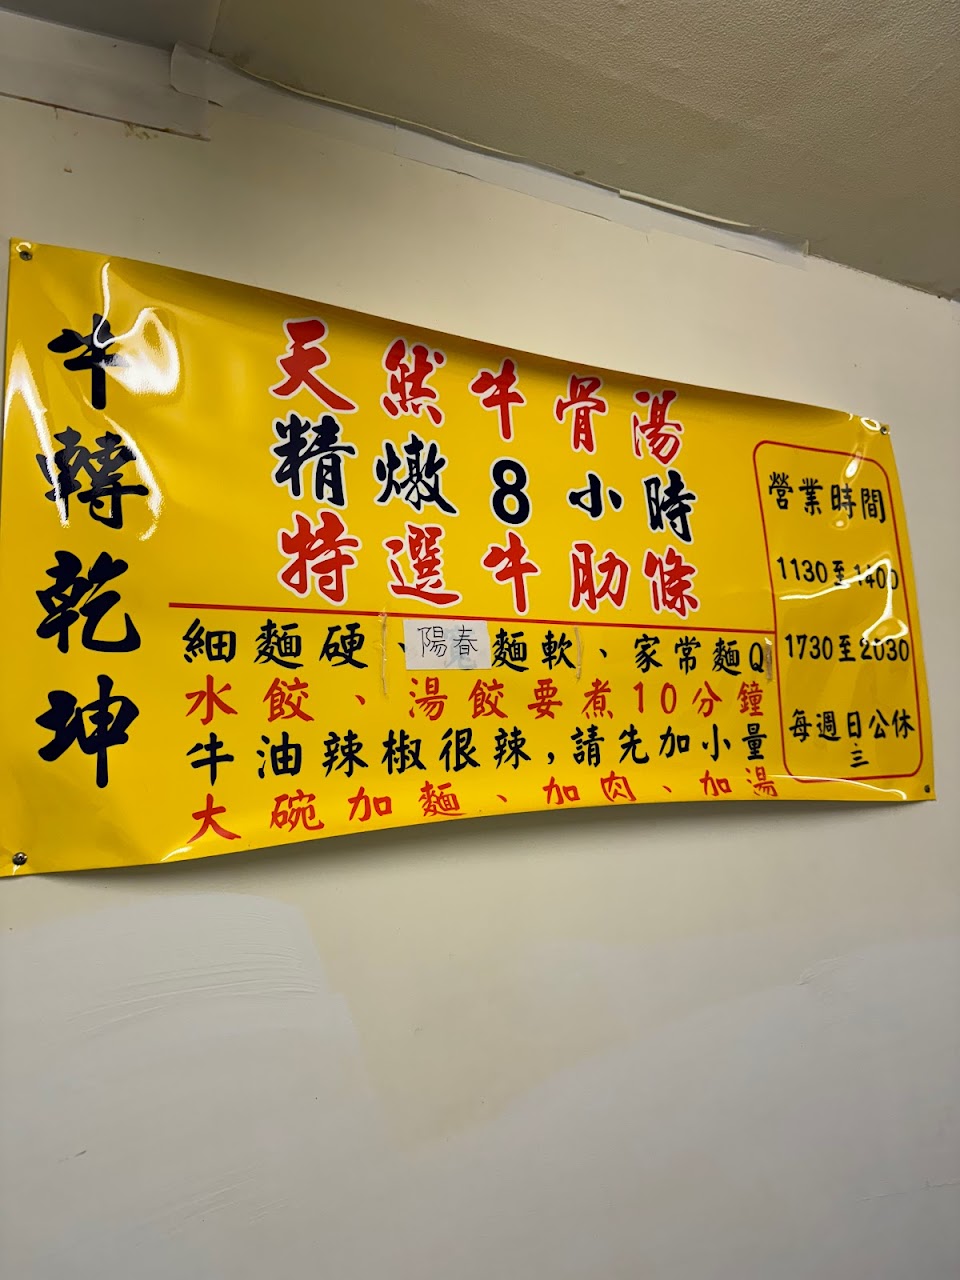 牛轉乾坤
天然牛骨湯
精燉8小時
特選牛肋條
細麵硬、陽春麵軟、家常麵Q
水餃、湯餃要煮10分鐘
牛油辣椒很辣,請先加小量
大碗加麵、加肉、加湯
營業時間
1130至1400
1730至2030
每週日公休
三